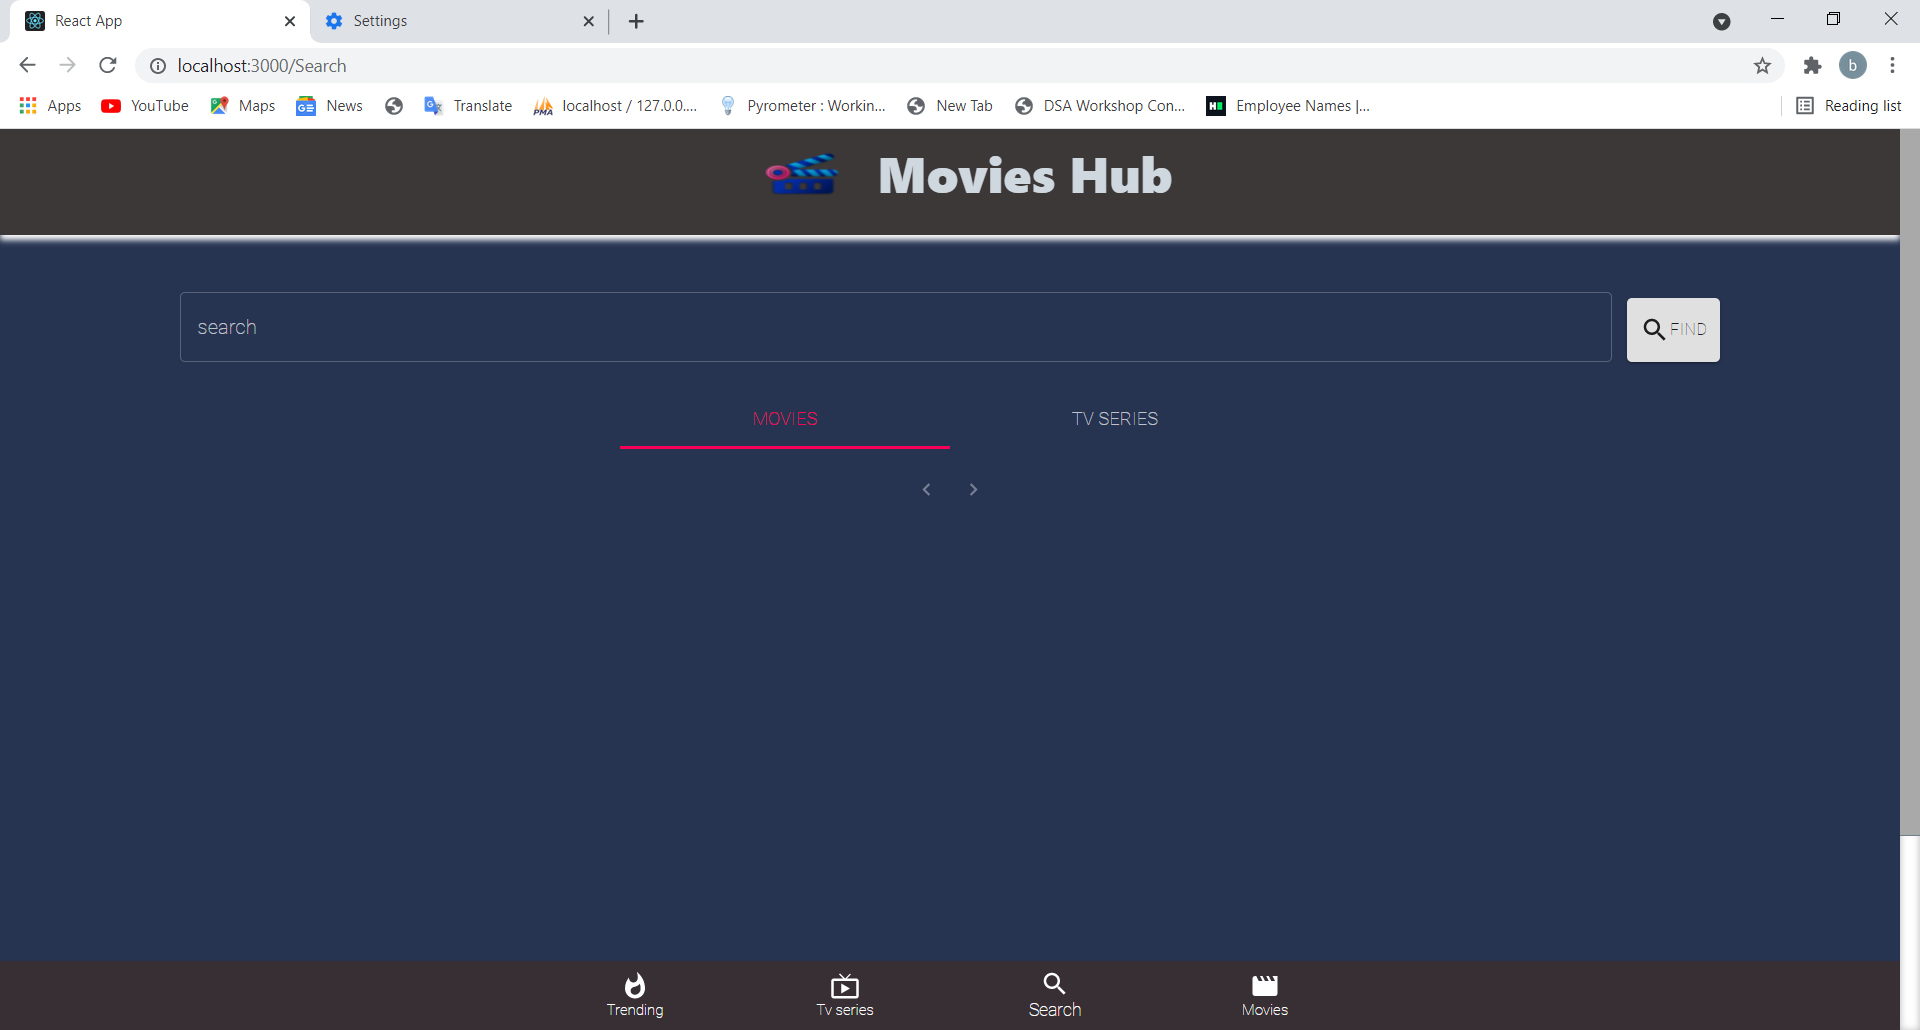 React App
Settings
localhost:3000/Search
b
Apps
YouTube
Maps
News
Translate
localhost / 127.0.0....
Pyrometer : Workin...
New Tab
DSA Workshop Con...
Employee Names |...
Reading list
Movies Hub
search
FIND
MOVIES
TV SERIES
Trending
Tv series
Search
Movies